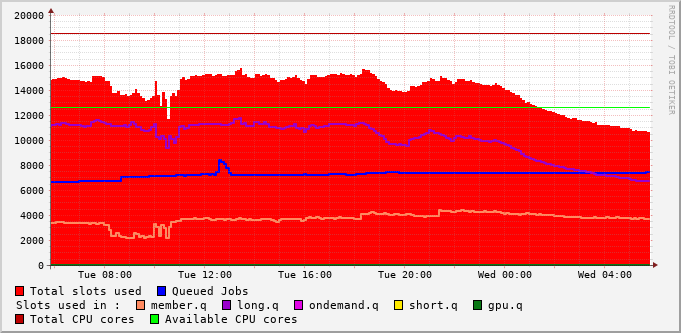 RRDTOOL / TOBI OETIKER
20000
18000
16000
14000
12000
10000
8000
6000
4000
2000
0
Tue 08:00 Tue 12:00 Tue 16:00 Tue 20:00 Wed 00:00 Wed 04:00
Total slots used Queued Jobs
Slots used in : member.q long.q ondemand.q short.q gpu.q
Total CPU cores Available CPU cores